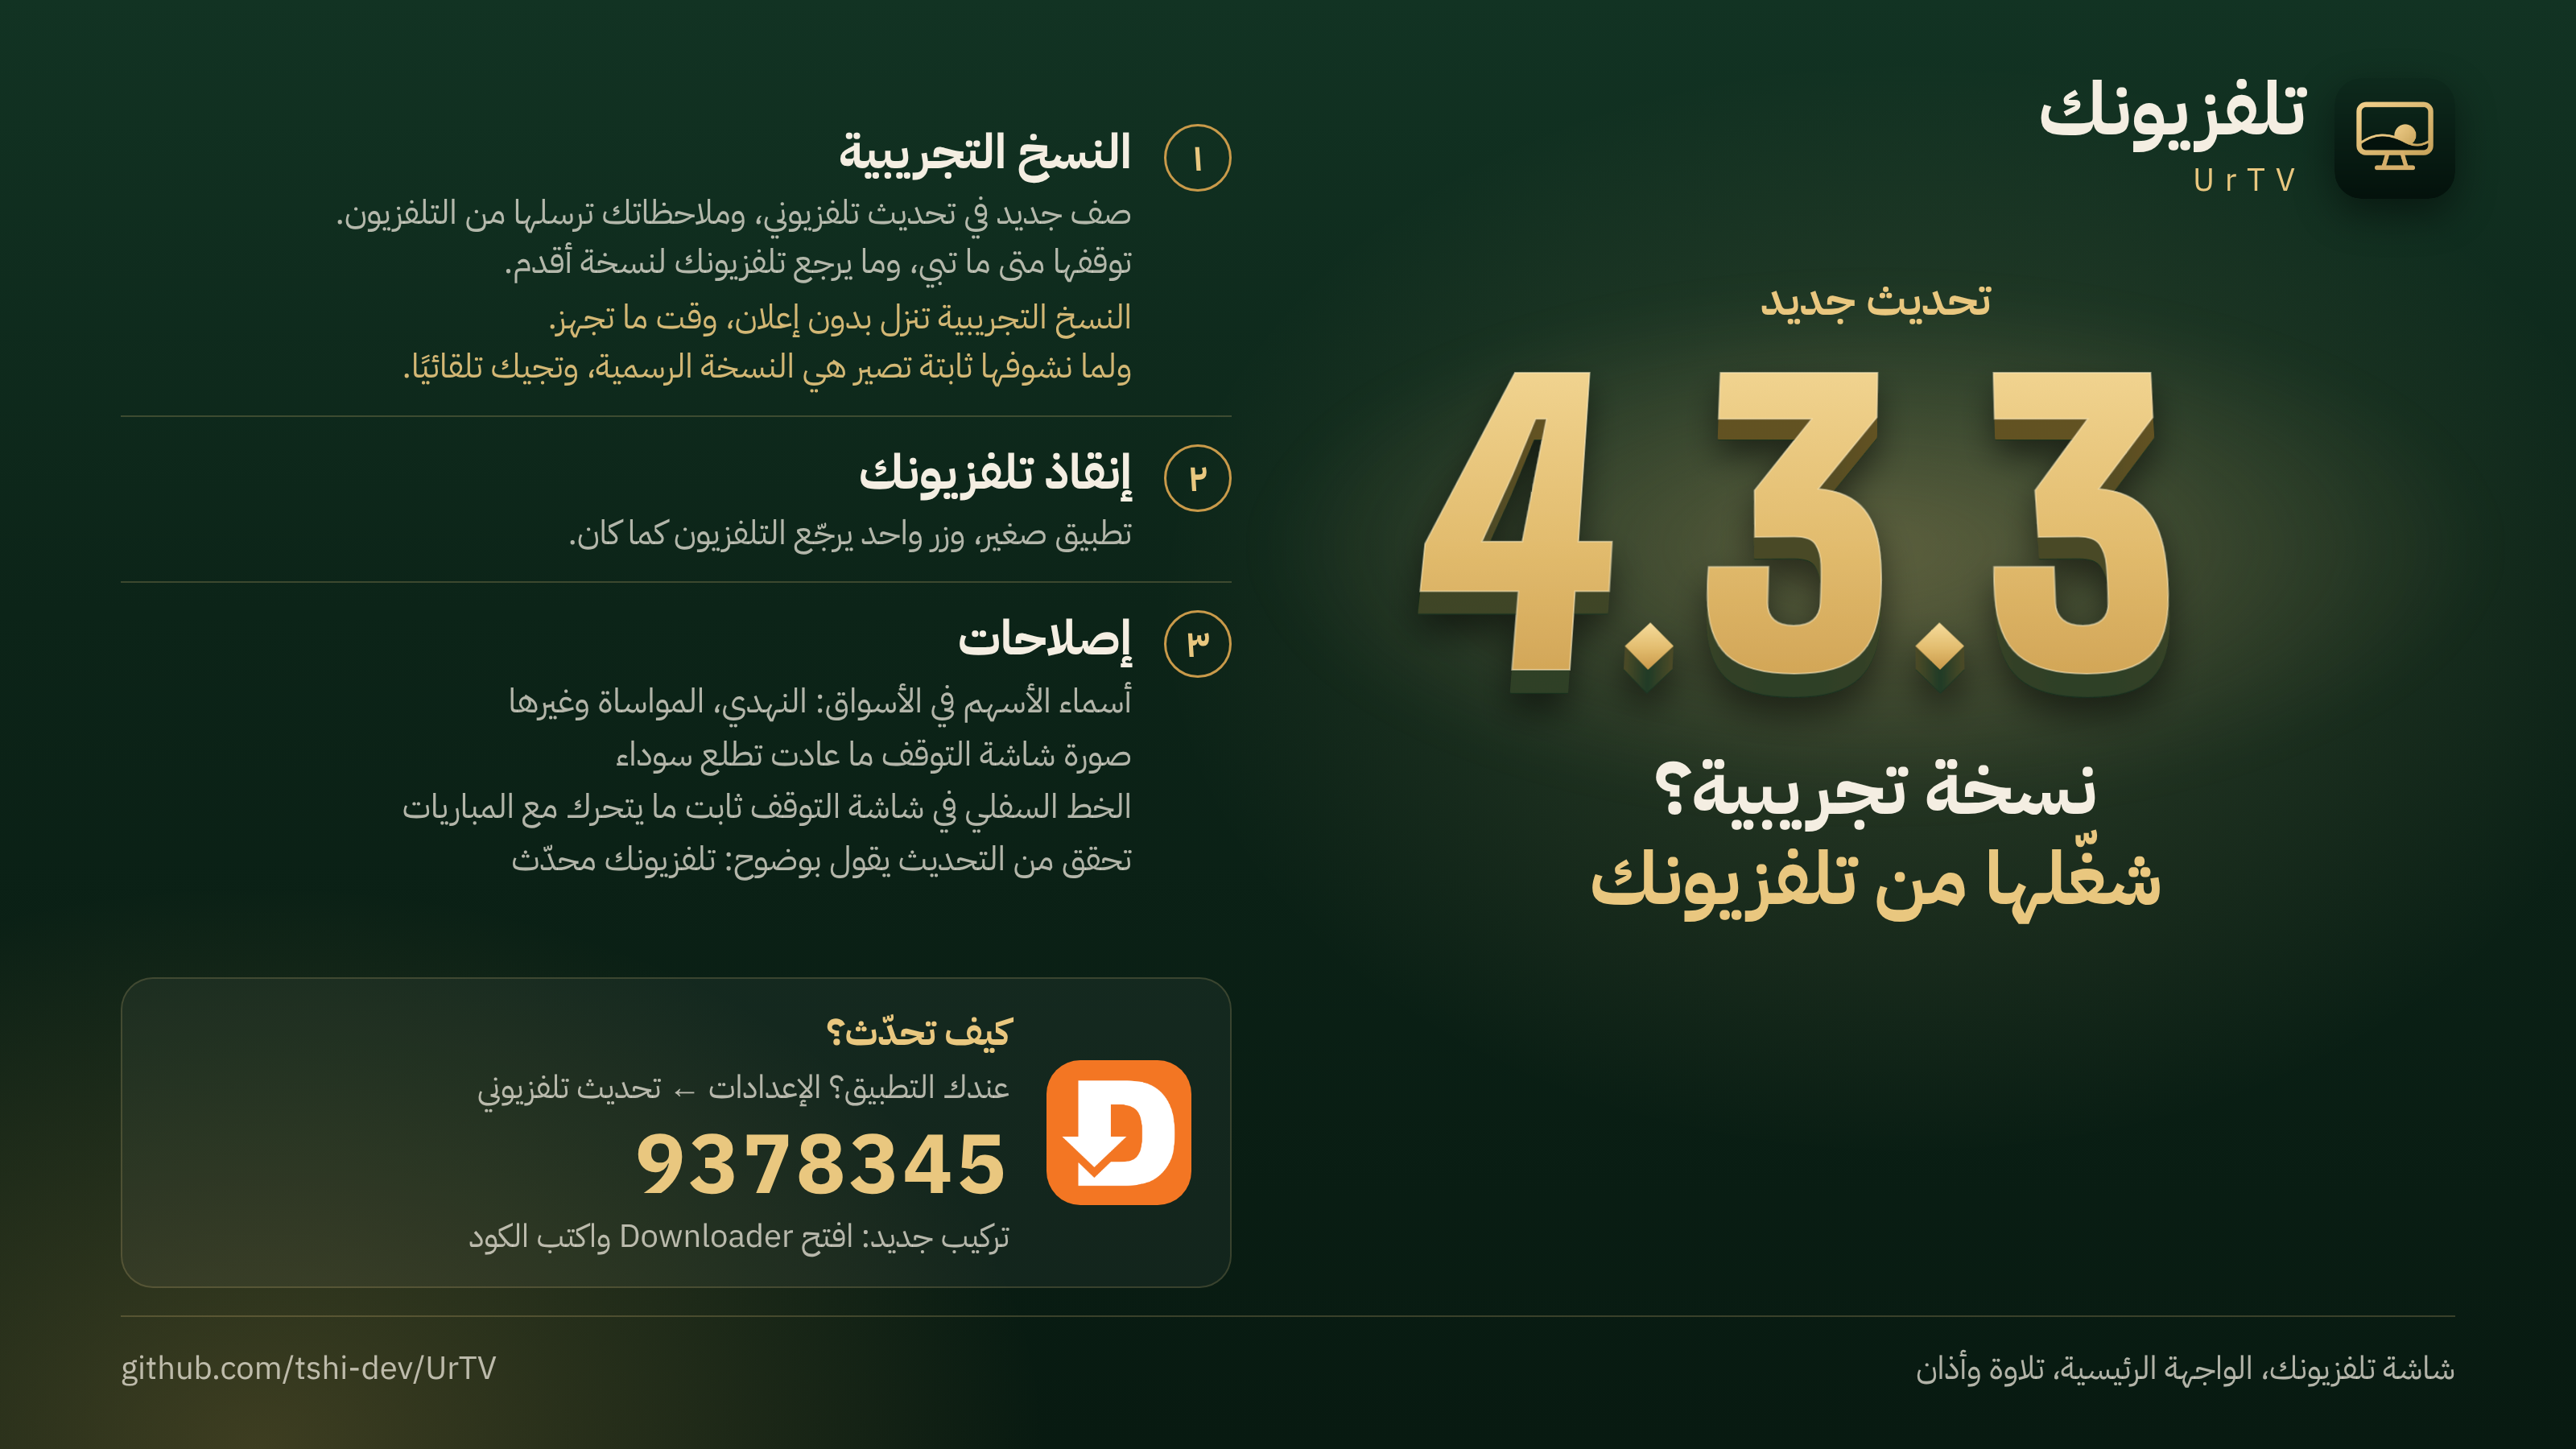 تلفزيونك
UrTV
تحديث جديد
4.3.3
نسخة تجريبية؟
شغّلها من تلفزيونك
١
النسخ التجريبية
صف جديد في تحديث تلفزيوني، وملاحظاتك ترسلها من التلفزيون.
توقفها متى ما تبي، وما يرجع تلفزيونك لنسخة أقدم.
النسخ التجريبية تنزل بدون إعلان، وقت ما تجهز.
ولما نشوفها ثابتة تصير هي النسخة الرسمية، وتجيك تلقائيًا.
٢
إنقاذ تلفزيونك
تطبيق صغير، وزر واحد يرجّع التلفزيون كما كان.
٣
إصلاحات
أسماء الأسهم في الأسواق: النهدي، المواساة وغيرها
صورة شاشة التوقف ما عادت تطلع سوداء
الخط السفلي في شاشة التوقف ثابت ما يتحرك مع المباريات
تحقق من التحديث يقول بوضوح: تلفزيونك محدّث
كيف تحدّث؟
عندك التطبيق؟ الإعدادات ← تحديث تلفزيوني
9378345
تركيب جديد: افتح Downloader واكتب الكود
شاشة تلفزيونك، الواجهة الرئيسية، تلاوة وأذان
github.com/tshi-dev/UrTV